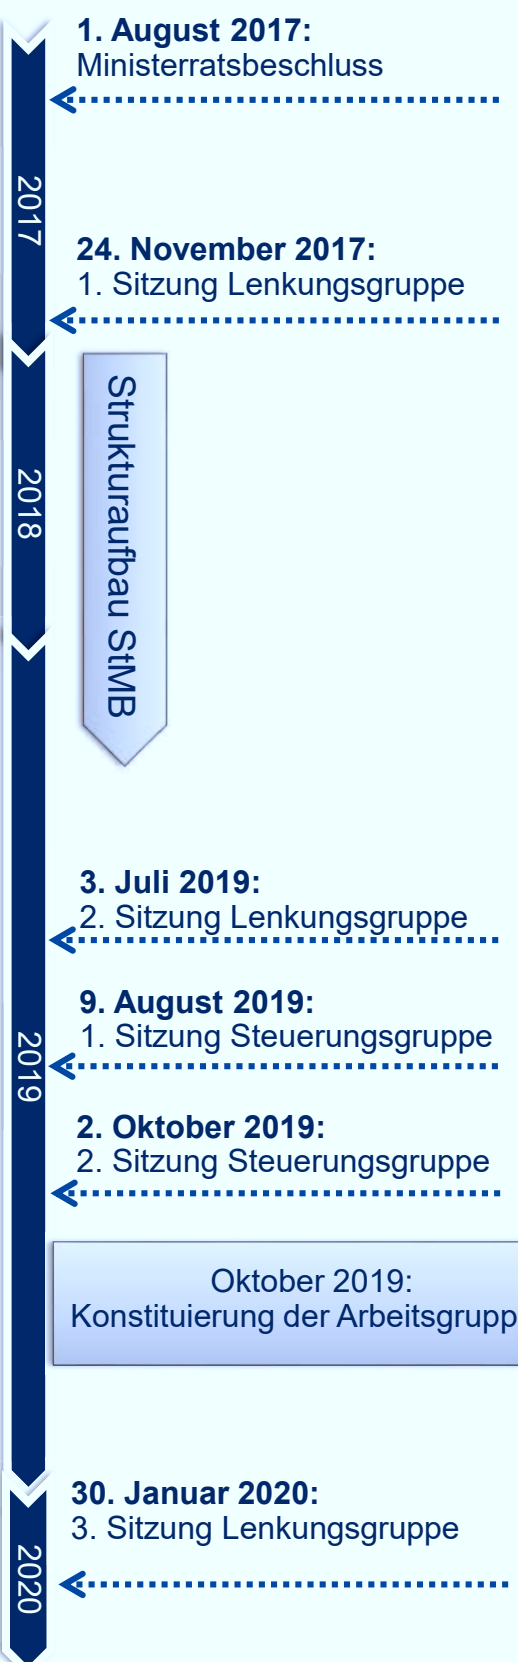 1. August 2017:
Ministerratsbeschluss
2017
24. November 2017:
1. Sitzung Lenkungsgruppe
2018
Strukturaufbau StMB
3. Juli 2019:
2. Sitzung Lenkungsgruppe
9. August 2019:
1. Sitzung Steuerungsgruppe
2019
2. Oktober 2019:
2. Sitzung Steuerungsgruppe
Oktober 2019:
Konstituierung der Arbeitsgrupp
30. Januar 2020:
3. Sitzung Lenkungsgruppe
2020